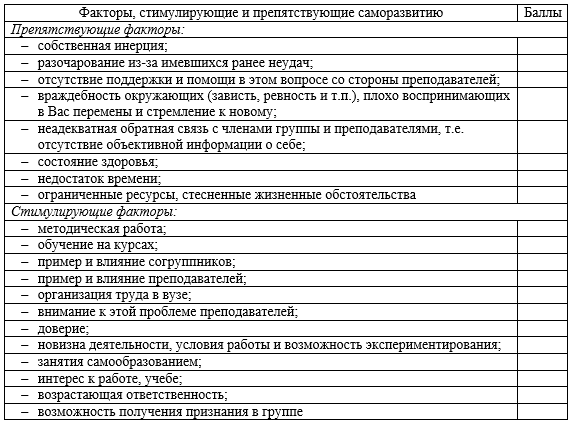 Факторы, стимулирующие и препятствующие саморазвитию Баллы
Препятствующие факторы:
– собственная инерция;
– разочарование из-за имевшихся ранее неудач;
– отсутствие поддержки и помощи в этом вопросе со стороны преподавателей;
– враждебность окружающих (зависть, ревность и т.п.), плохо воспринимающих
в Вас перемены и стремление к новому;
– неадекватная обратная связь с членами группы и преподавателями, т.е.
отсутствие объективной информации о себе;
– состояние здоровья;
– недостаток времени;
– ограниченные ресурсы, стесненные жизненные обстоятельства
Стимулирующие факторы:
– методическая работа;
– обучение на курсах;
– пример и влияние согруппников;
– пример и влияние преподавателей;
– организация труда в вузе;
– внимание к этой проблеме преподавателей;
– доверие;
– новизна деятельности, условия работы и возможность экспериментирования;
– занятия самообразованием;
– интерес к работе, учебе;
– возрастающая ответственность;
– возможность получения признания в группе